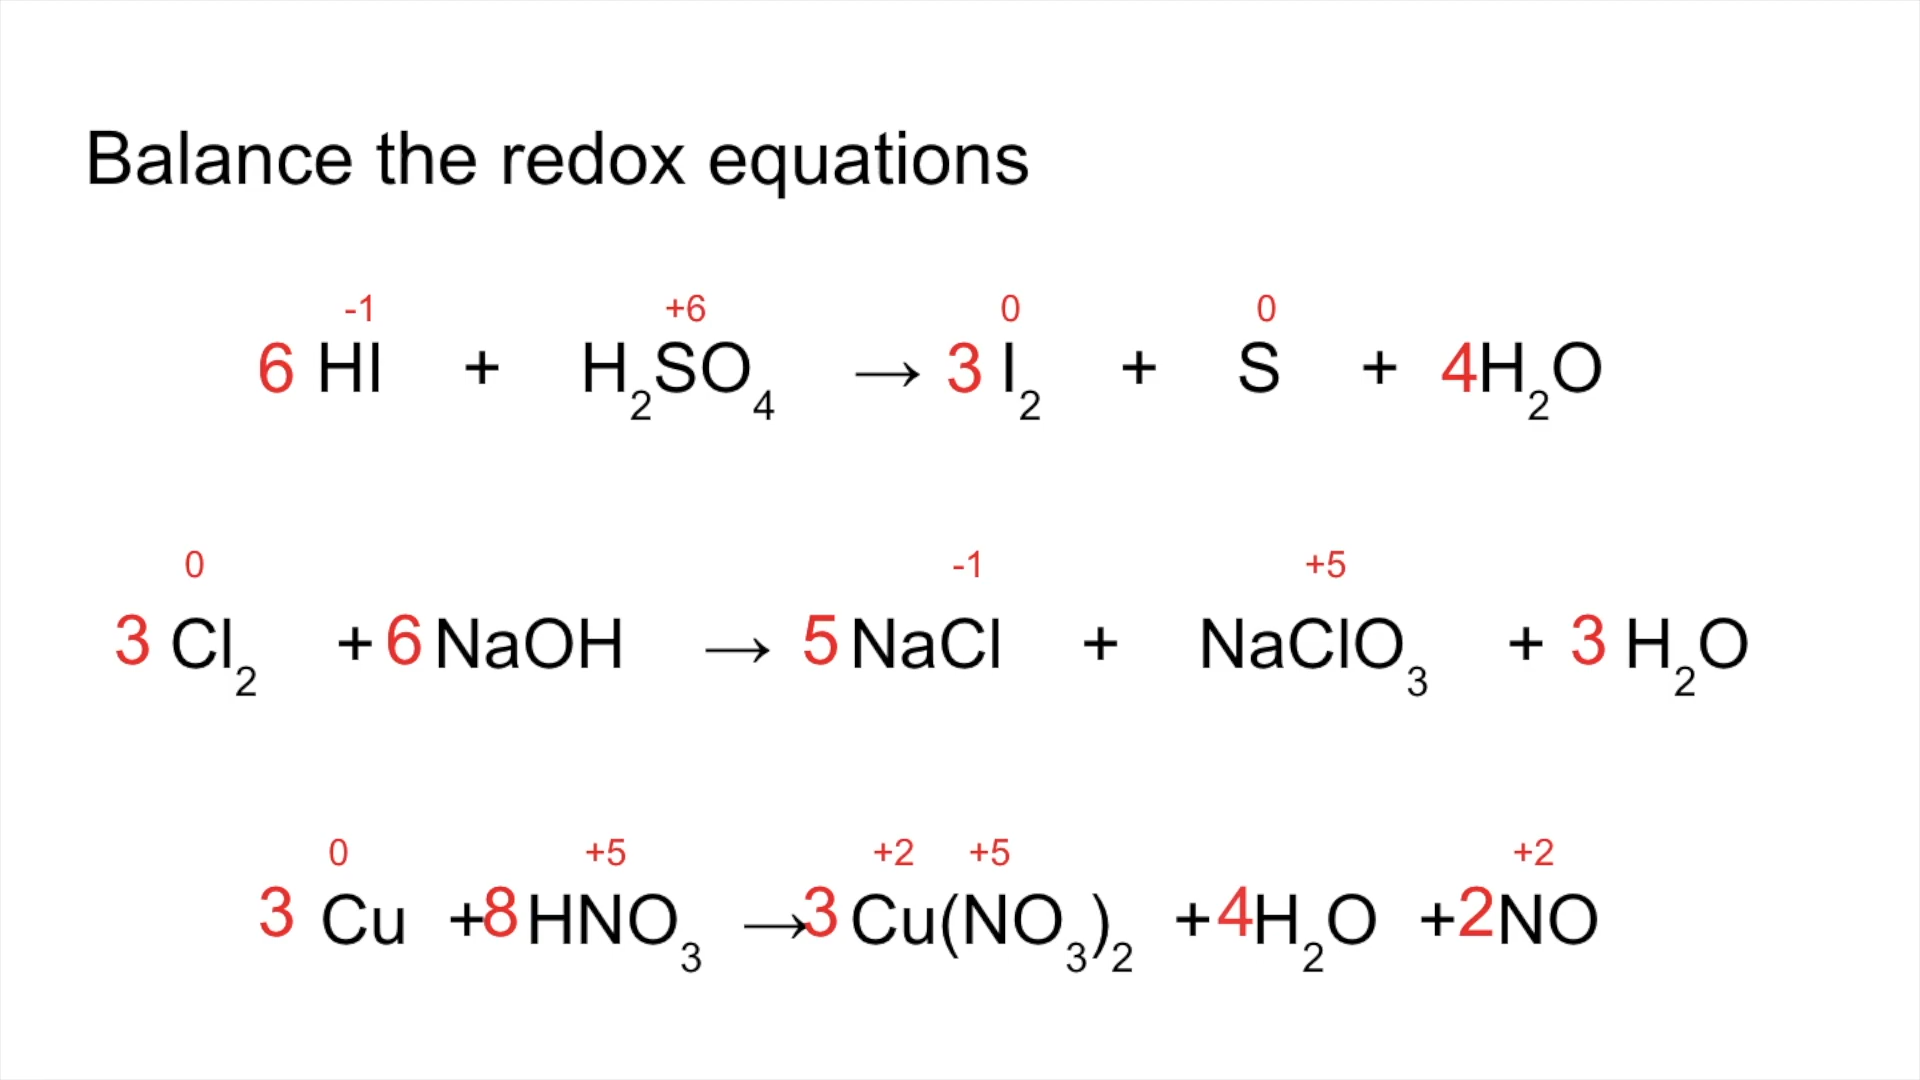 Balance the redox equations
-1 +6 0 0
6 HI + H₂SO₄ → 3 I₂ + S + 4H₂O
0 -1 +5
3 Cl₂ + 6 NaOH → 5 NaCl + NaClO₃ + 3 H₂O
0 +5 +2 +5 +2
3 Cu +8 HNO₃ →3 Cu(NO₃)₂ +4H₂O +2NO